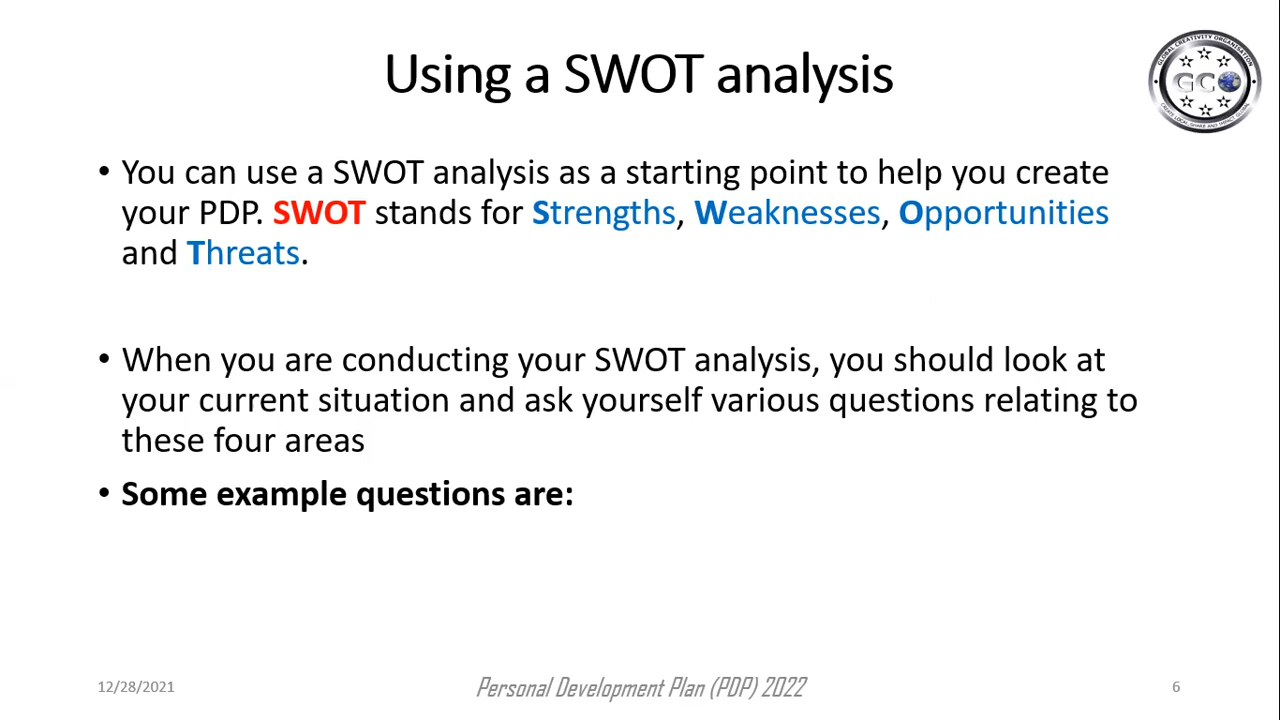 Using a SWOT analysis
GLOBAL CREATIVITY ORGANISATION
GCO
• You can use a SWOT analysis as a starting point to help you create
your PDP. SWOT stands for Strengths, Weaknesses, Opportunities
and Threats.
• When you are conducting your SWOT analysis, you should look at
your current situation and ask yourself various questions relating to
these four areas
• Some example questions are:
12/28/2021
Personal Development Plan (PDP) 2022
6